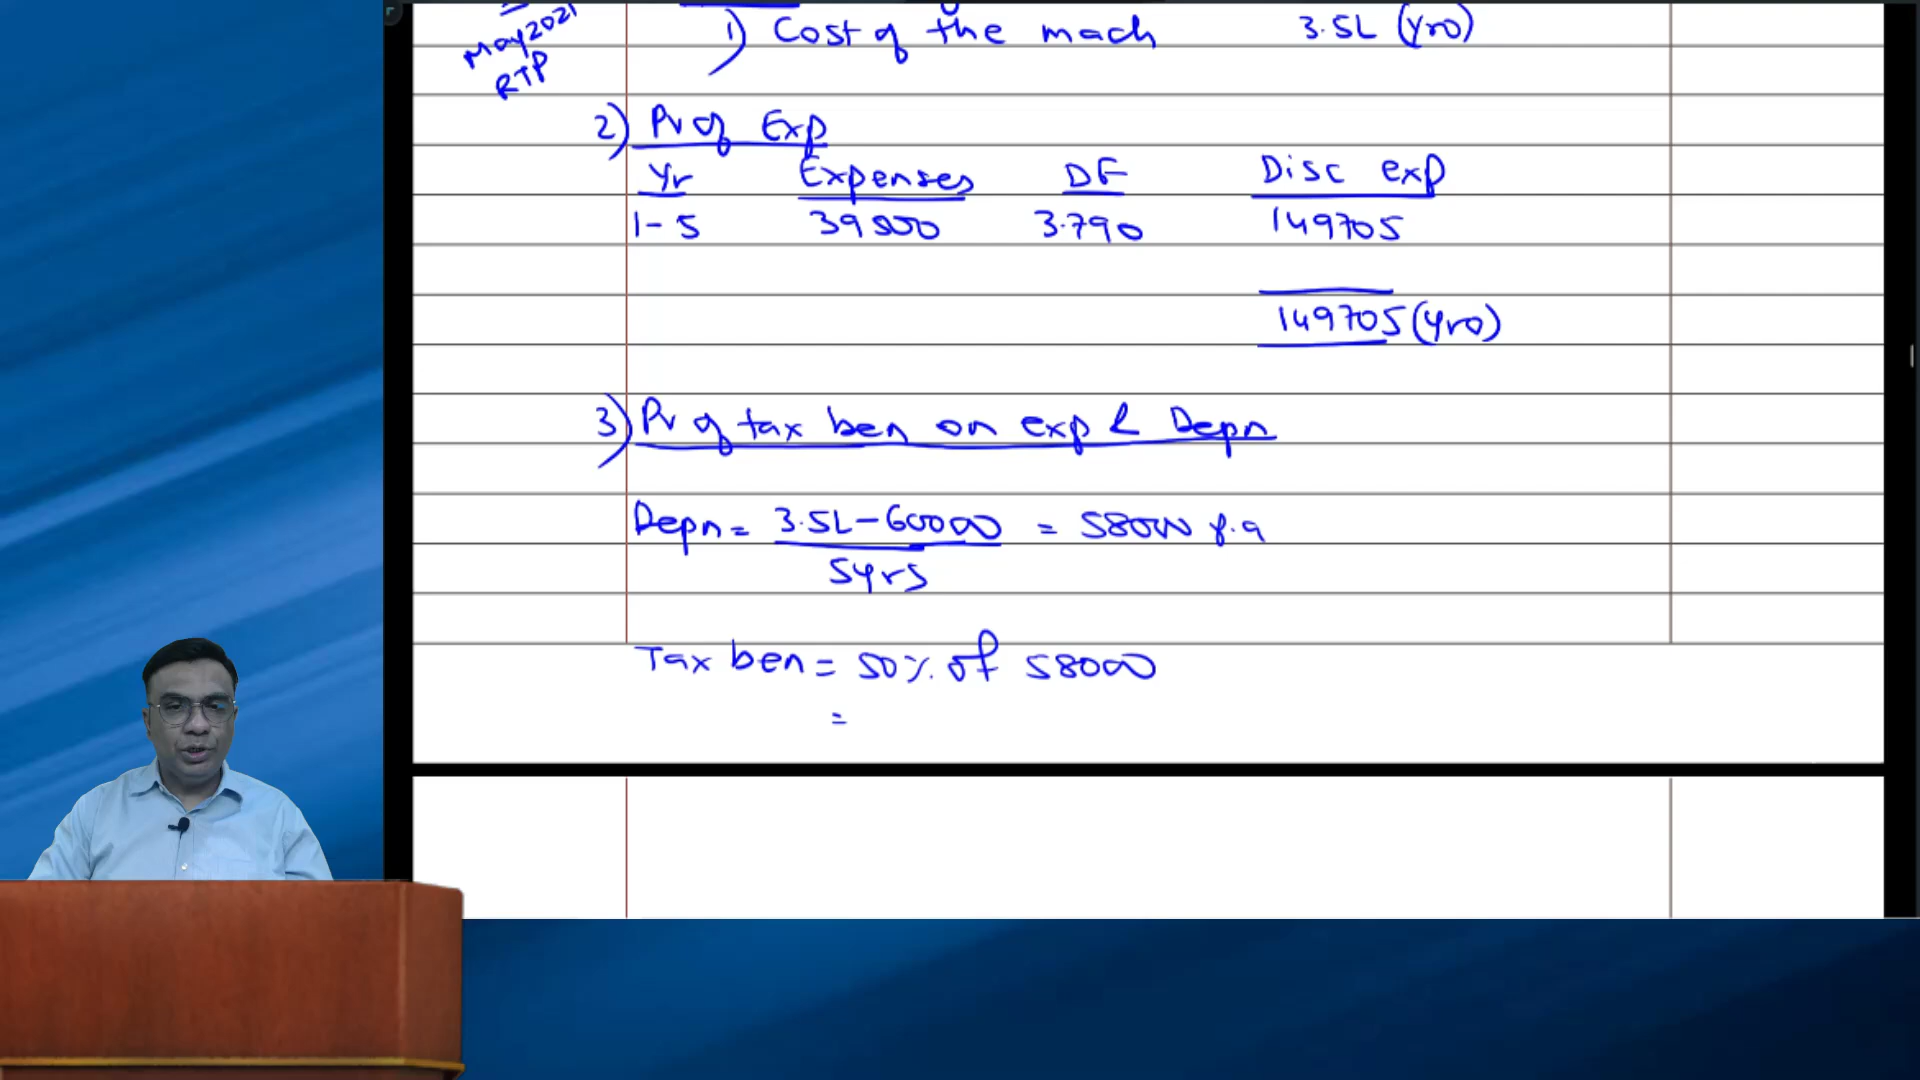 May 2021
RTP
1) Cost of the mach 3.5L (yr0)
2) Pv of Exp
Yr Expenses DF Disc exp
1-5 39500 3.790 149705
149705 (yr0)
3) Pv of tax ben on exp & Depn
Depn = 3.5L - 60000 = 58000 p.a
5yrs
Tax ben = 50% of 58000
=